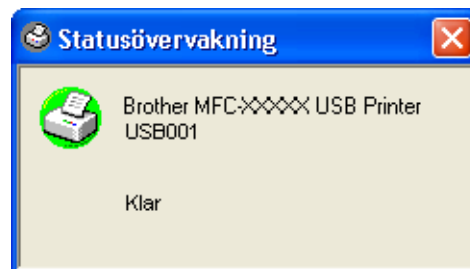 Statusövervakning
Brother MFC-XXXXX USB Printer
USB001
Klar